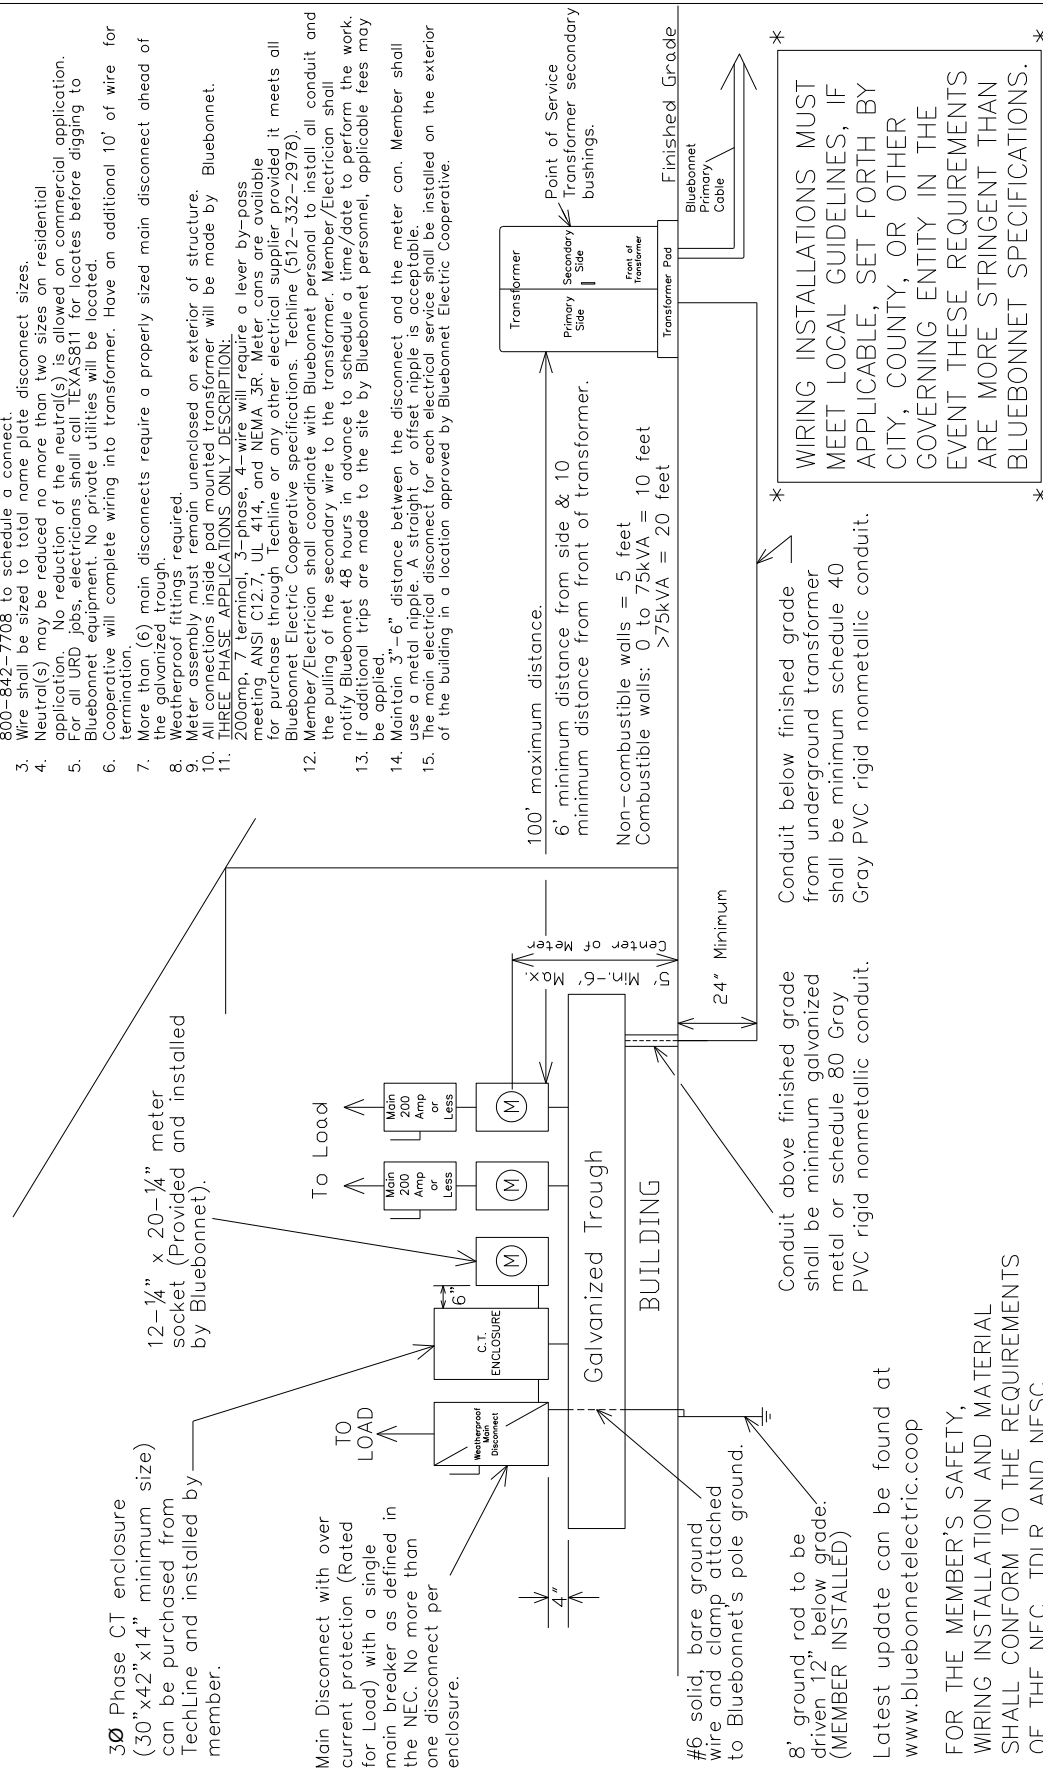 800-842-7708 to schedule a connect.
3. Wire shall be sized to total name plate disconnect sizes.
4. Neutral(s) may be reduced no more than two sizes on residential
application. No reduction of the neutral(s) is allowed on commercial application.
5. For all URD jobs, electricians shall call TEXAS811 for locates before digging to
Bluebonnet equipment. No private utilities will be located.
6. Cooperative will complete wiring into transformer. Have an additional 10' of wire for
termination.
7. More than (6) main disconnects require a properly sized main disconnect ahead of
the galvanized trough.
8. Weatherproof fittings required.
9. Meter assembly must remain unenclosed on exterior of structure.
10. All connections inside pad mounted transformer will be made by Bluebonnet.
11. THREE PHASE APPLICATIONS ONLY DESCRIPTION:
200amp, 7 terminal, 3-phase, 4-wire will require a lever by-pass
meeting ANSI C12.7, UL 414, and NEMA 3R. Meter cans are available
for purchase through Techline or any other electrical supplier provided it meets all
Bluebonnet Electric Cooperative specifications. Techline (512-332-2978).
12. Member/Electrician shall coordinate with Bluebonnet personal to install all conduit and
the pulling of the secondary wire to the transformer. Member/Electrician shall
notify Bluebonnet 48 hours in advance to schedule a time/date to perform the work.
13. If additional trips are made to the site by Bluebonnet personnel, applicable fees may
be applied.
14. Maintain 3"-6" distance between the disconnect and the meter can. Member shall
use a metal nipple. A straight or offset nipple is acceptable.
15. The main electrical disconnect for each electrical service shall be installed on the exterior
of the building in a location approved by Bluebonnet Electric Cooperative.
3Ø Phase CT enclosure
(30"x42"x14" minimum size)
can be purchased from
TechLine and installed by
member.
12-¼" x 20-¼" meter
socket (Provided and installed
by Bluebonnet).
Main Disconnect with over
current protection (Rated
for Load) with a single
main breaker as defined in
the NEC. No more than
one disconnect per
enclosure.
TO
LOAD
To Load
Weatherproof
Main
Disconnect
C.T.
ENCLOSURE
6"
M
M
M
Main
200
Amp
or
Less
Main
200
Amp
or
Less
4"
Galvanized Trough
BUILDING
5' Min.-6' Max.
Center of Meter
24" Minimum
100' maximum distance.
6' minimum distance from side & 10
minimum distance from front of transformer.
Non-combustible walls = 5 feet
Combustible walls: 0 to 75kVA = 10 feet
>75kVA = 20 feet
Transformer
Primary
Side
Secondary
Side
Front of
Transformer
Transformer Pad
Point of Service
Transformer secondary
bushings.
Finished Grade
Bluebonnet
Primary
Cable
#6 solid, bare ground
wire and clamp attached
to Bluebonnet's pole ground.
8' ground rod to be
driven 12" below grade.
(MEMBER INSTALLED)
Conduit above finished grade
shall be minimum galvanized
metal or schedule 80 Gray
PVC rigid nonmetallic conduit.
Conduit below finished grade
from underground transformer
shall be minimum schedule 40
Gray PVC rigid nonmetallic conduit.
Latest update can be found at
www.bluebonnetelectric.coop
FOR THE MEMBER'S SAFETY,
WIRING INSTALLATION AND MATERIAL
SHALL CONFORM TO THE REQUIREMENTS
OF THE NEC, TDLR AND NESC
* *
WIRING INSTALLATIONS MUST
MEET LOCAL GUIDELINES, IF
APPLICABLE, SET FORTH BY
CITY, COUNTY, OR OTHER
GOVERNING ENTITY IN THE
EVENT THESE REQUIREMENTS
ARE MORE STRINGENT THAN
BLUEBONNET SPECIFICATIONS.
* *